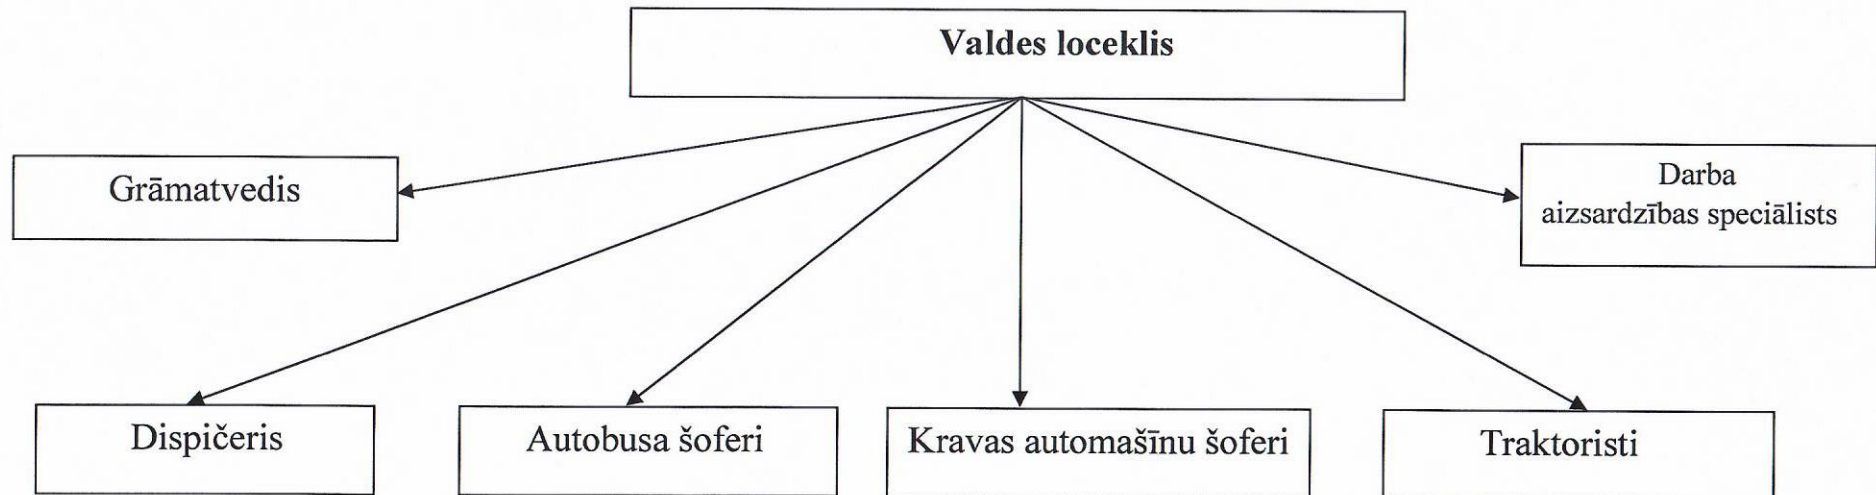 Valdes loceklis
Grāmatvedis
Darba
aizsardzības speciālists
Dispičeris
Autobusa šoferi
Kravas automašīnu šoferi
Traktoristi